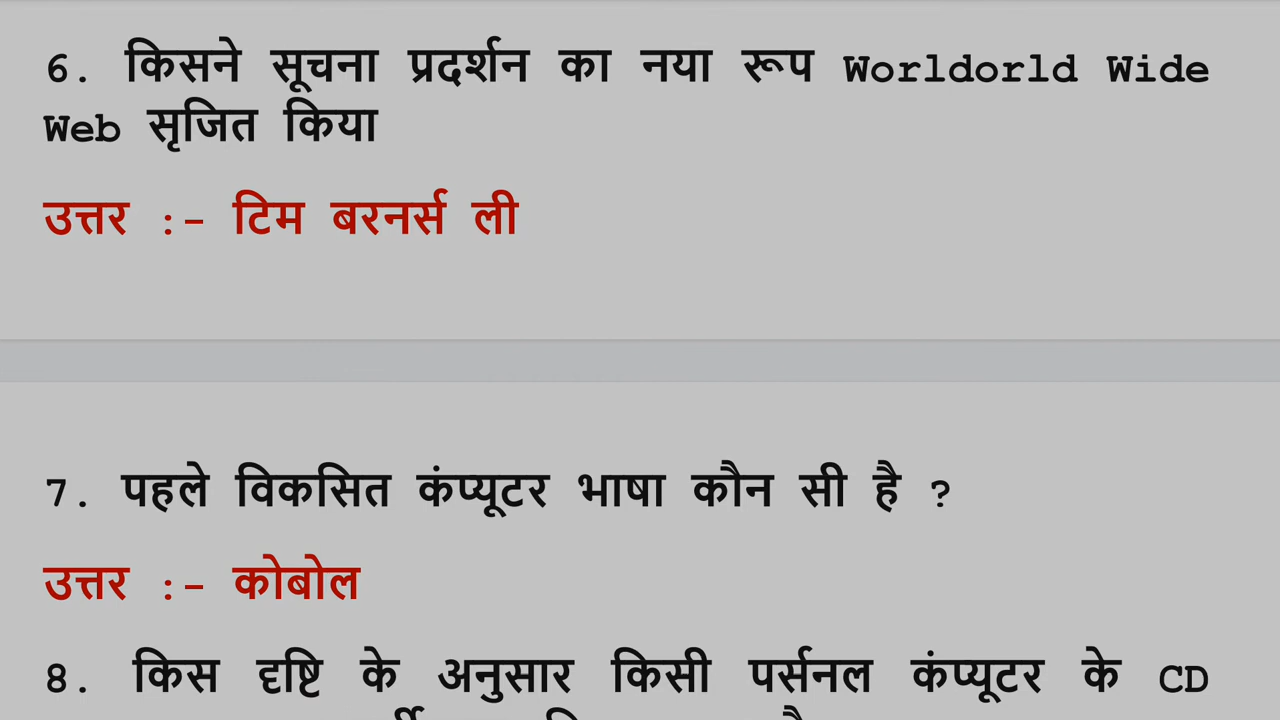 6. किसने सूचना प्रदर्शन का नया रूप Worldorld Wide
Web सृजित किया
उत्तर :- टिम बरनर्स ली
7. पहले विकसित कंप्यूटर भाषा कौन सी है ?
उत्तर :- कोबोल
8. किस दृष्टि के अनुसार किसी पर्सनल कंप्यूटर के CD